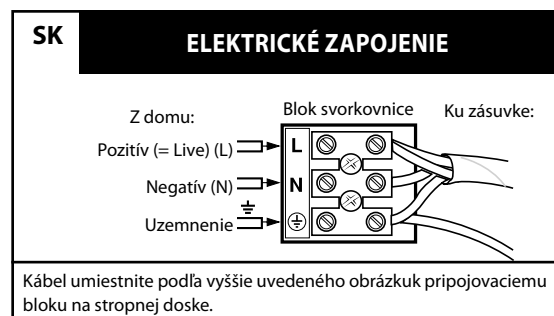 SK
ELEKTRICKÉ ZAPOJENIE
Z domu:
Blok svorkovnice
Ku zásuvke:
Pozitív (= Live) (L)
L
Negatív (N)
N
Uzemnenie
Kábel umiestnite podľa vyššie uvedeného obrázkuk pripojovaciemu
bloku na stropnej doske.